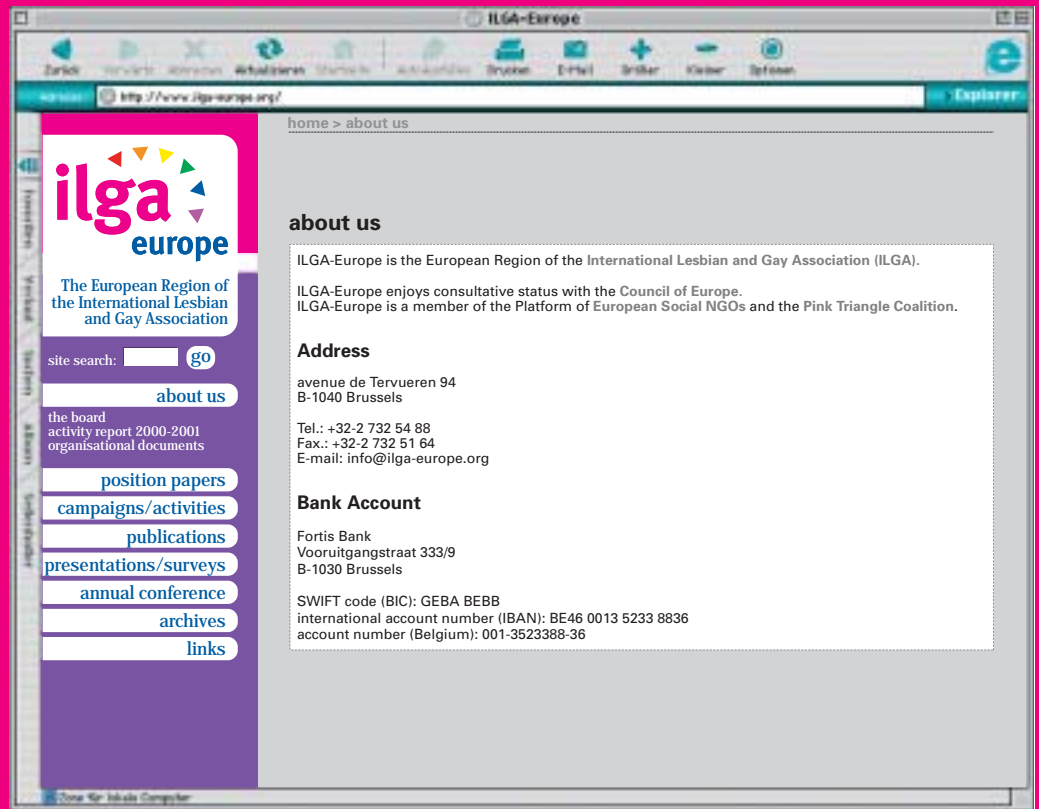 ILGA-Europe
Zurück Vorwärts Abbrechen Aktualisieren Startseite Drucken E-Mail Größer Kleiner Optionen
http://www.ilga-europe.org/
Explorer
home > about us
ilga
europe
The European Region of
the International Lesbian
and Gay Association
site search: go
about us
the board
activity report 2000-2001
organisational documents
position papers
campaigns/activities
publications
presentations/surveys
annual conference
archives
links
about us
ILGA-Europe is the European Region of the International Lesbian and Gay Association (ILGA).
ILGA-Europe enjoys consultative status with the Council of Europe.
ILGA-Europe is a member of the Platform of European Social NGOs and the Pink Triangle Coalition.
Address
avenue de Tervueren 94
B-1040 Brussels
Tel.: +32-2 732 54 88
Fax.: +32-2 732 51 64
E-mail: info@ilga-europe.org
Bank Account
Fortis Bank
Vooruitgangstraat 333/9
B-1030 Brussels
SWIFT code (BIC): GEBA BEBB
international account number (IBAN): BE46 0013 5233 8836
account number (Belgium): 001-3523388-36
Zone für lokale Computer